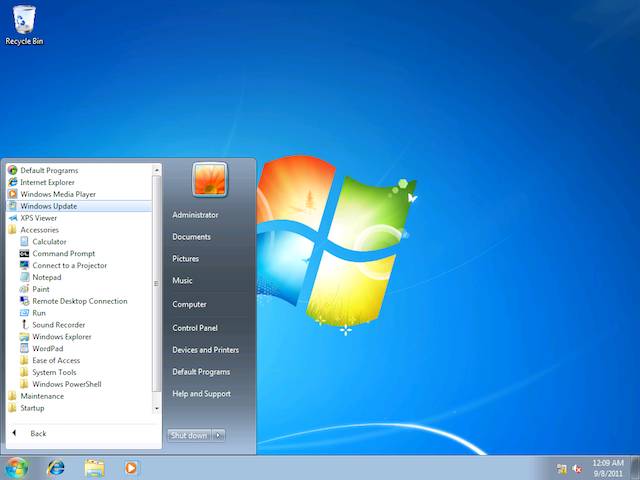 Recycle Bin
Default Programs
Internet Explorer
Windows Media Player
Windows Update
XPS Viewer
Accessories
Calculator
Command Prompt
Connect to a Projector
Notepad
Paint
Remote Desktop Connection
Run
Sound Recorder
Windows Explorer
WordPad
Ease of Access
System Tools
Windows PowerShell
Maintenance
Startup
Back
Administrator
Documents
Pictures
Music
Computer
Control Panel
Devices and Printers
Default Programs
Help and Support
Shut down
12:09 AM
9/8/2011